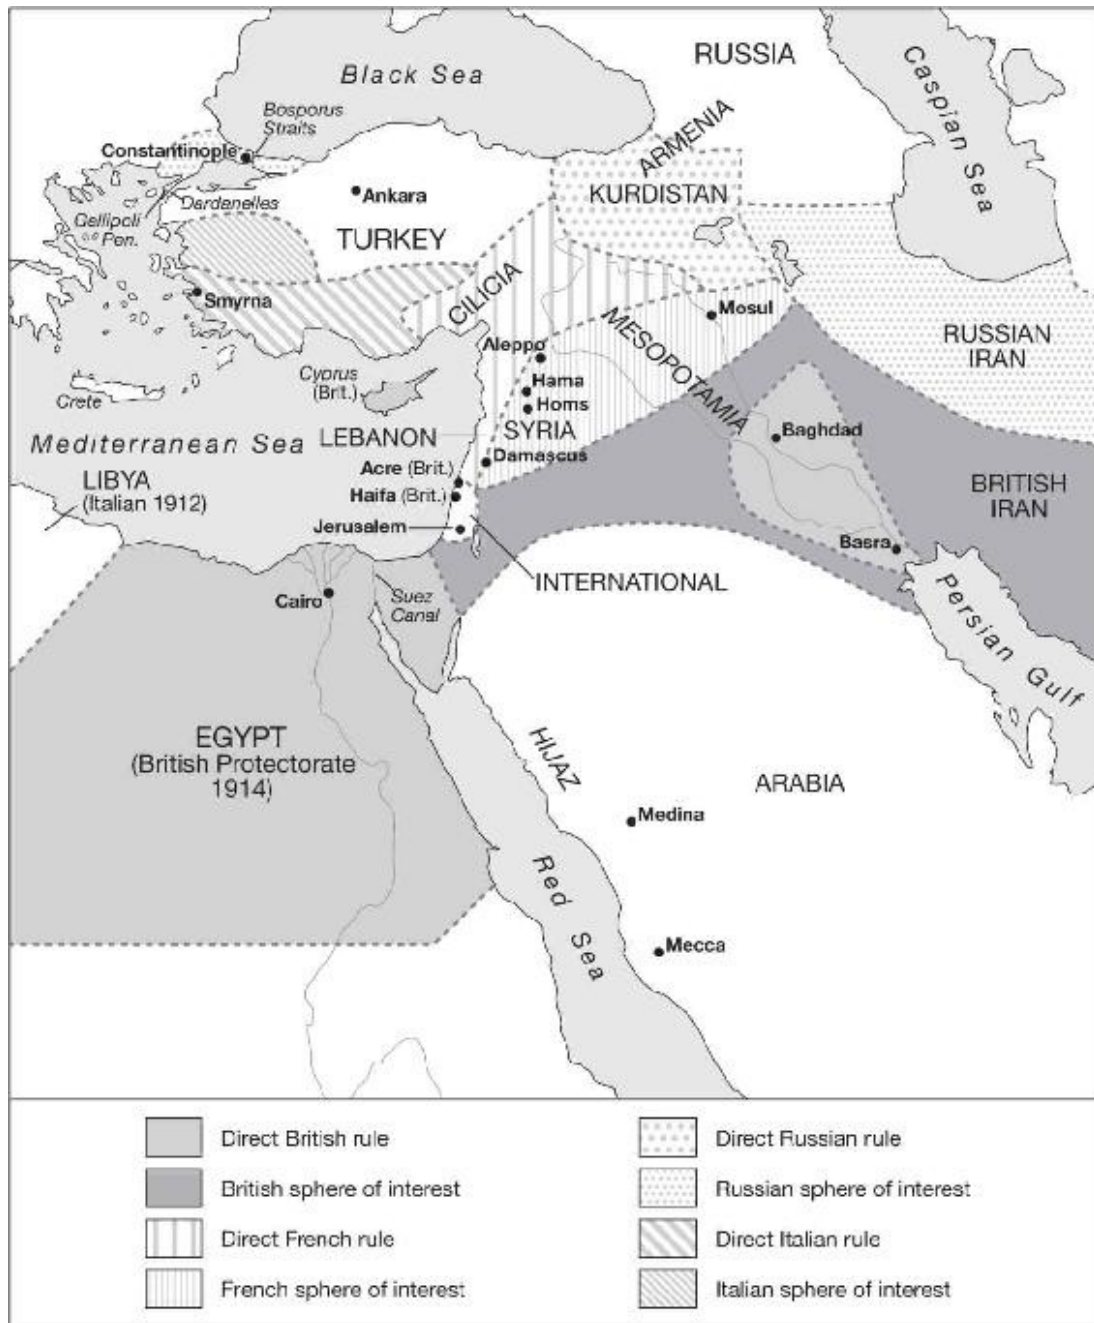 Black Sea
RUSSIA
Caspian Sea
Bosporus
Straits
Constantinople
ARMENIA
KURDISTAN
Ankara
Dardanelles
Gellipoli
Pen.
TURKEY
CILICIA
Smyrna
Mosul
MESOPOTAMIA
RUSSIAN
IRAN
Aleppo
Cyprus
(Brit.)
Hama
Crete
Homs
Mediterranean Sea
LEBANON
SYRIA
Baghdad
Damascus
Acre (Brit.)
LIBYA
(Italian 1912)
Haifa (Brit.)
BRITISH
IRAN
Jerusalem
Basra
INTERNATIONAL
Cairo
Suez
Canal
Persian Gulf
EGYPT
(British Protectorate
1914)
HIJAZ
ARABIA
Medina
Red Sea
Mecca
Direct British rule
British sphere of interest
Direct French rule
French sphere of interest
Direct Russian rule
Russian sphere of interest
Direct Italian rule
Italian sphere of interest